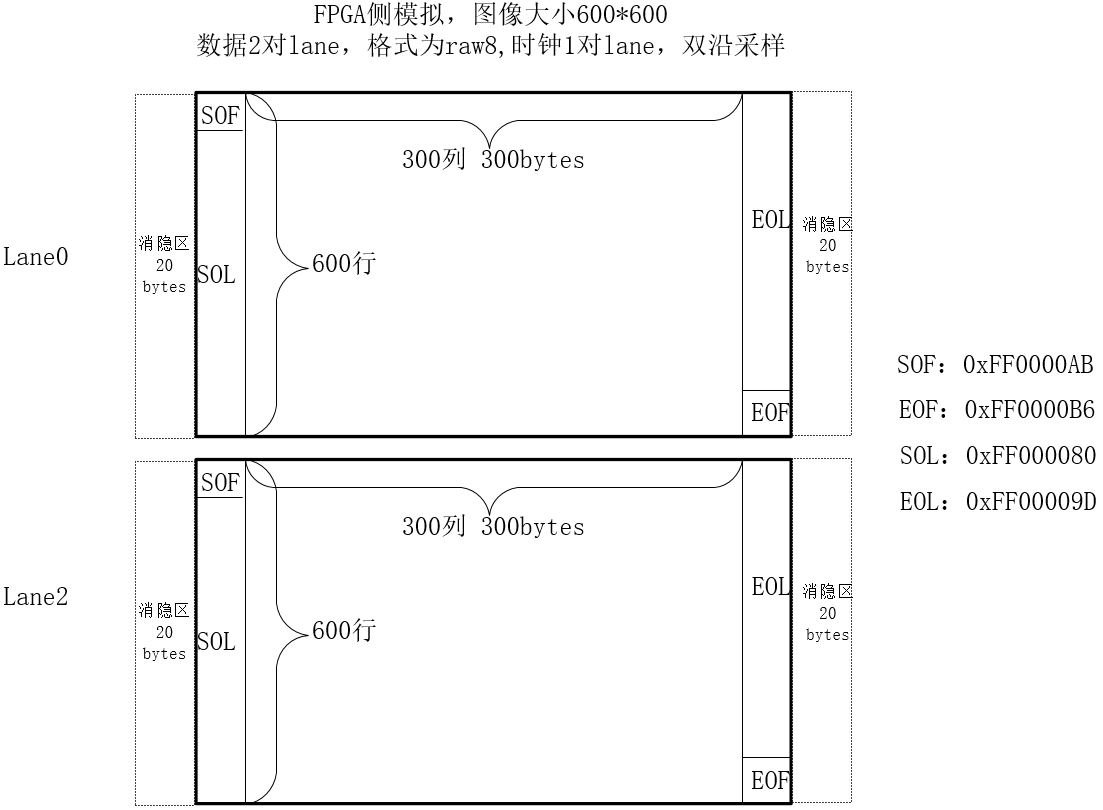 FPGA侧模拟，图像大小600*600
数据2对lane，格式为raw8,时钟1对lane，双沿采样
SOF
300列 300bytes
EOL
消隐区
20
bytes
消隐区
20
bytes
Lane0
600行
SOL
EOF
SOF：0xFF0000AB
EOF：0xFF0000B6
SOL：0xFF000080
EOL：0xFF00009D
SOF
300列 300bytes
EOL
消隐区
20
bytes
消隐区
20
bytes
Lane2
600行
SOL
EOF